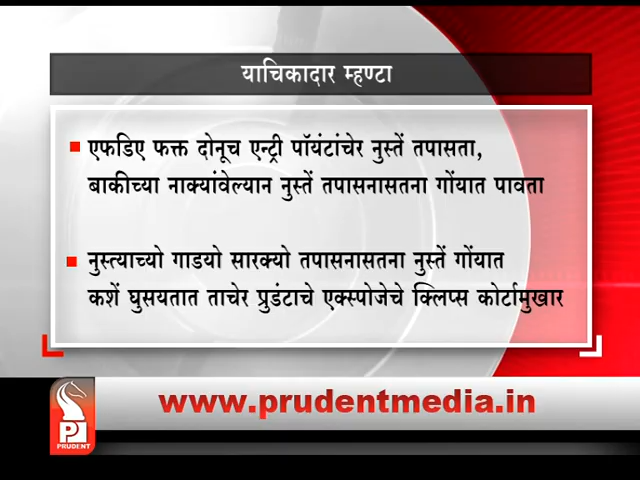 याचिकादार म्हणटा
एफडिए फक्त दोनूच एन्ट्री पॉयंटांचेर नुस्तें तपासता,
बाकीच्या नाक्यांवेल्यान नुस्तें तपासनासतना गोंयात पावता
नुस्त्याच्यो गाडयो सारक्यो तपासनासतना नुस्तें गोंयात
कशें घुसयतात ताचेर प्रुडंटाचे एक्स्पोजेचे क्लिप्स कोर्टामुखार
www.prudentmedia.in
PRUDENT